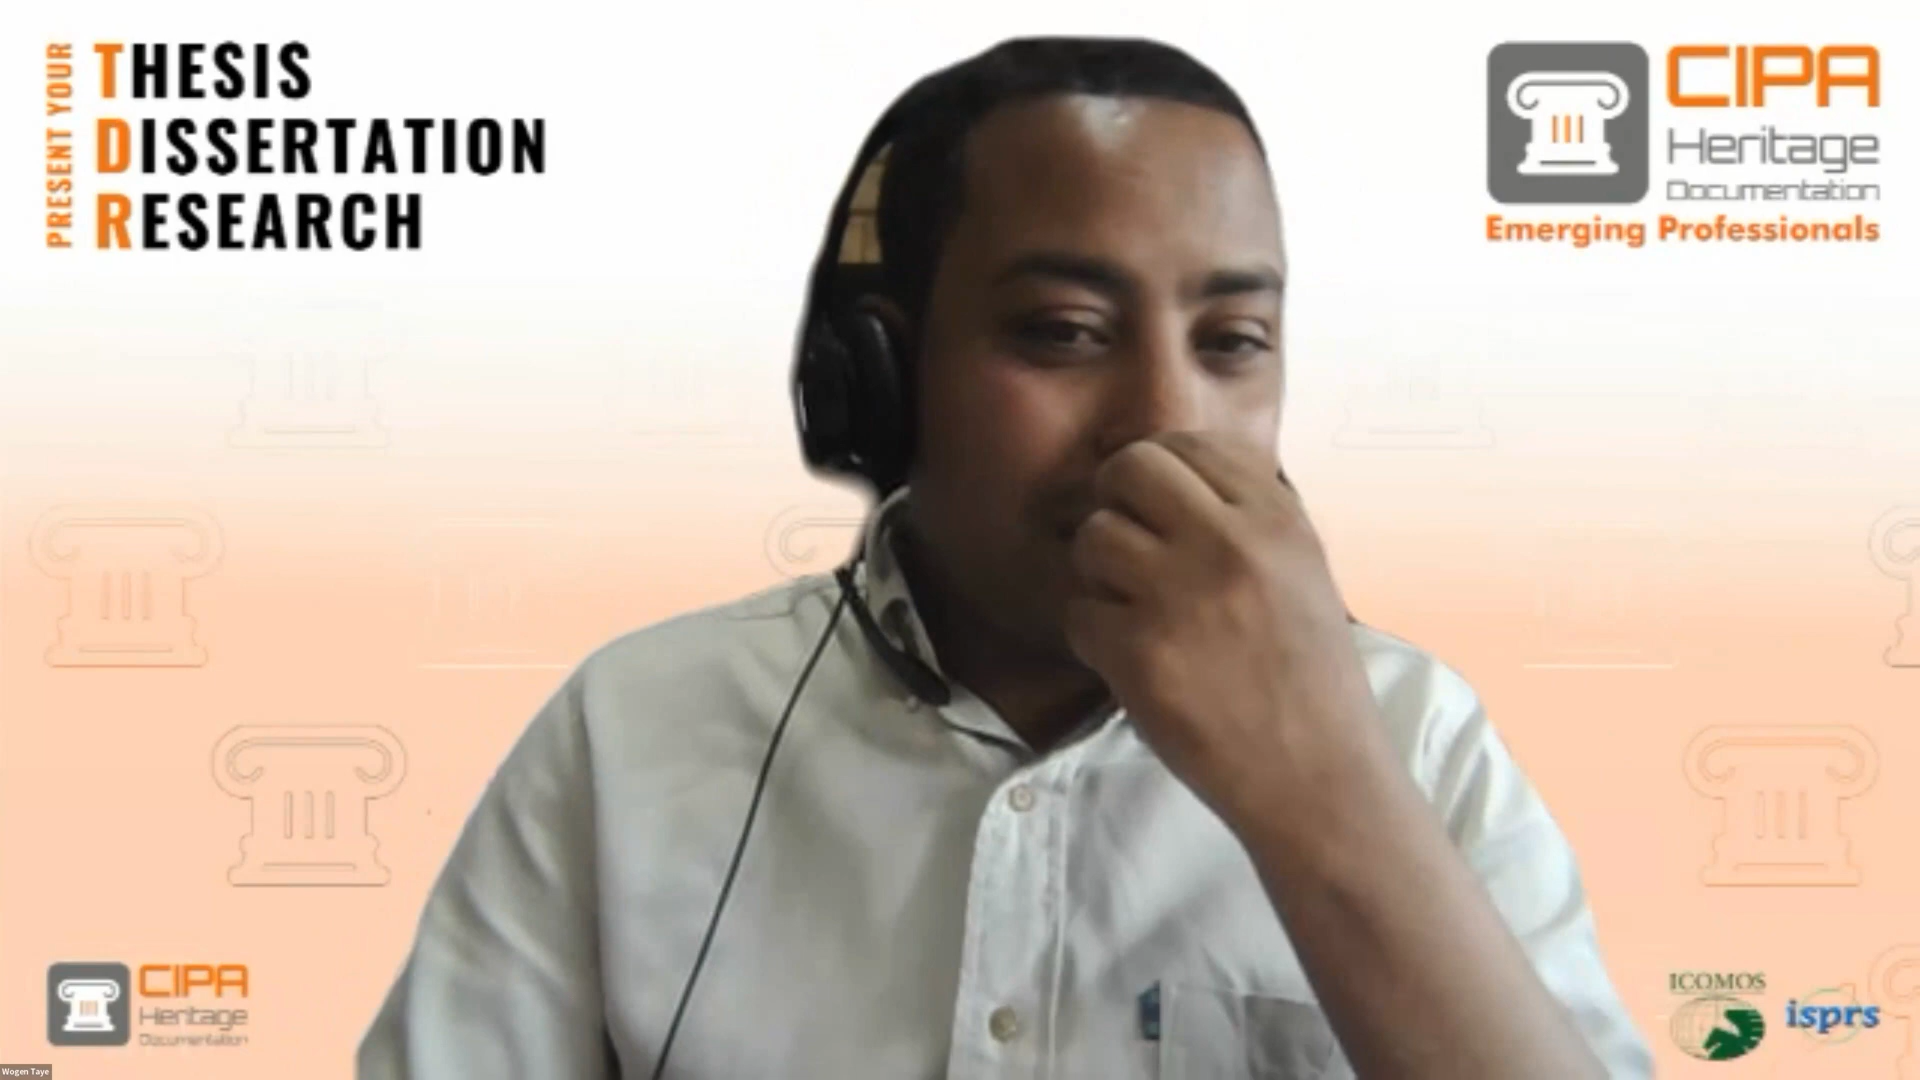 PRESENT YOUR
THESIS
DISSERTATION
RESEARCH
CIPA
Heritage
Documentation
Emerging Professionals
CIPA
Heritage
Documentation
ICOMOS
isprs
Wogen Taye